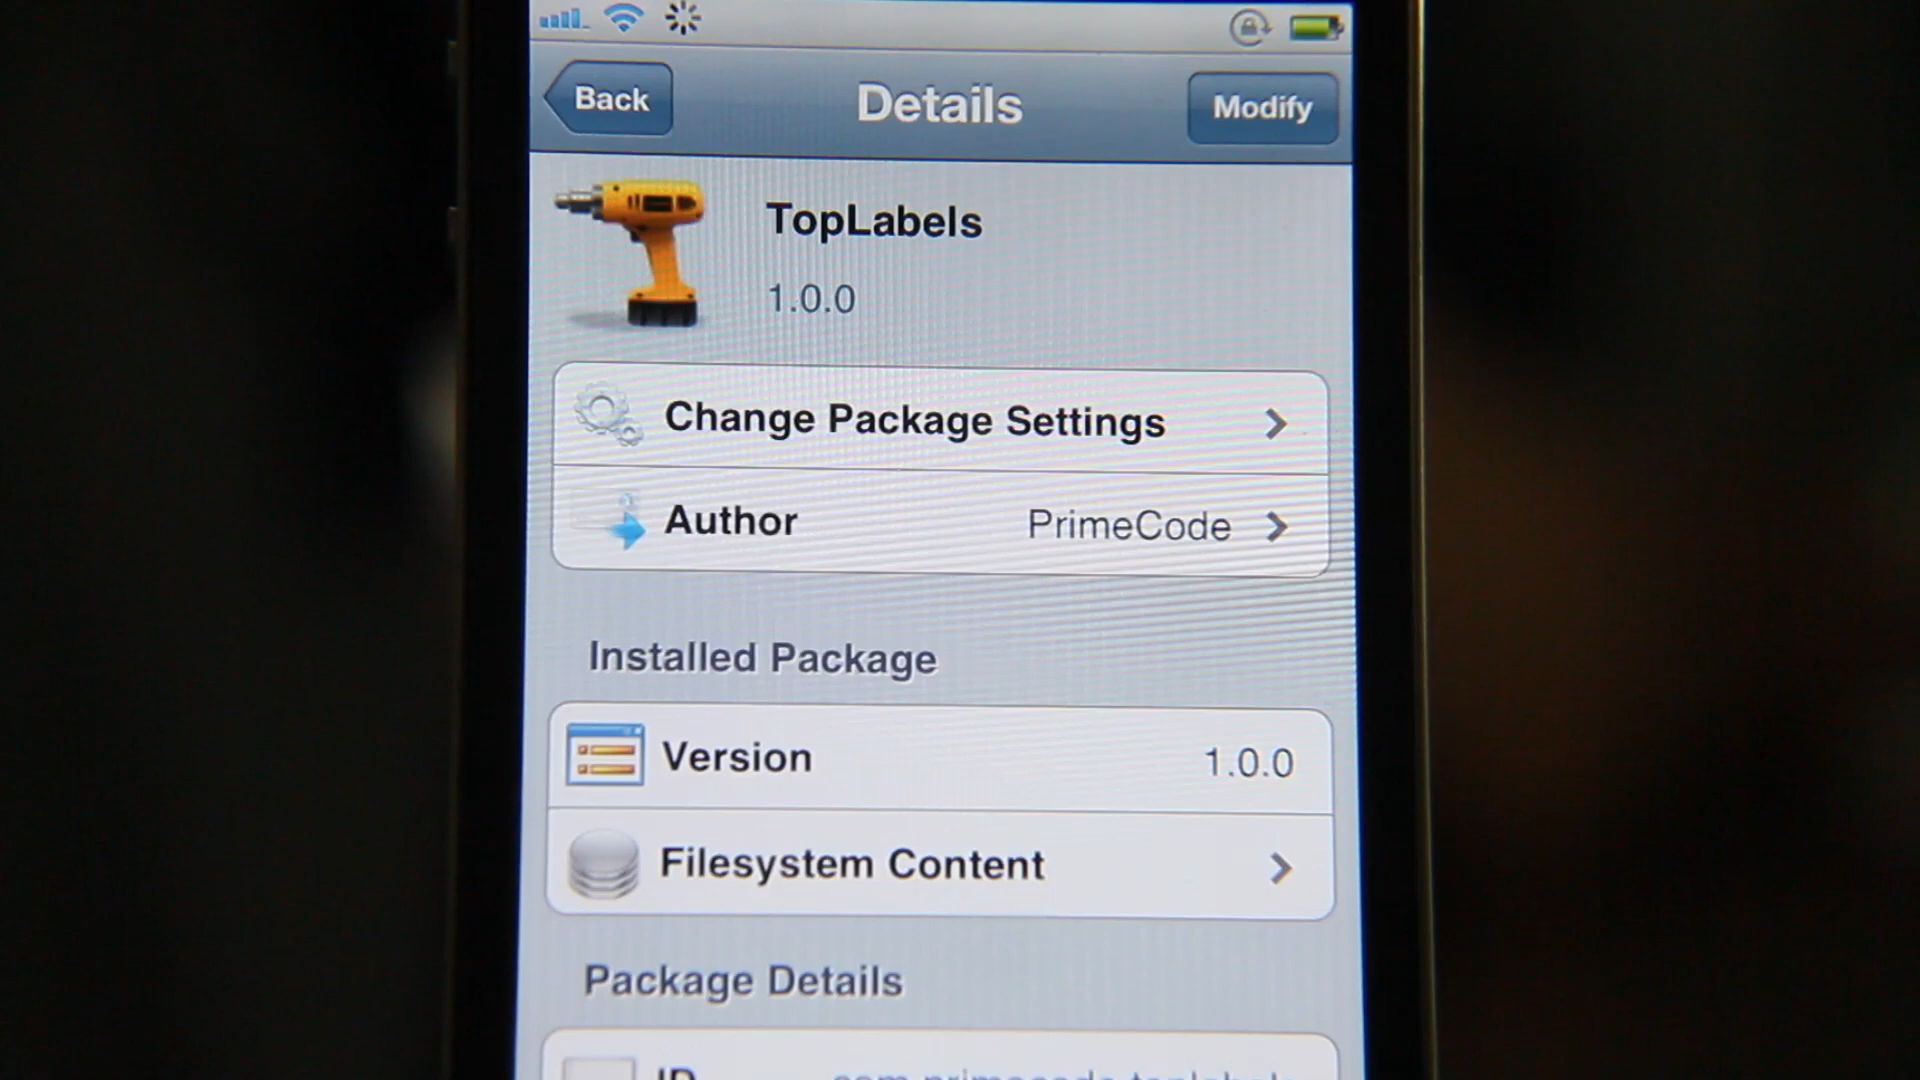 Back
Details
Modify
TopLabels
1.0.0
Change Package Settings
Author
PrimeCode
Installed Package
Version
1.0.0
Filesystem Content
Package Details
ID